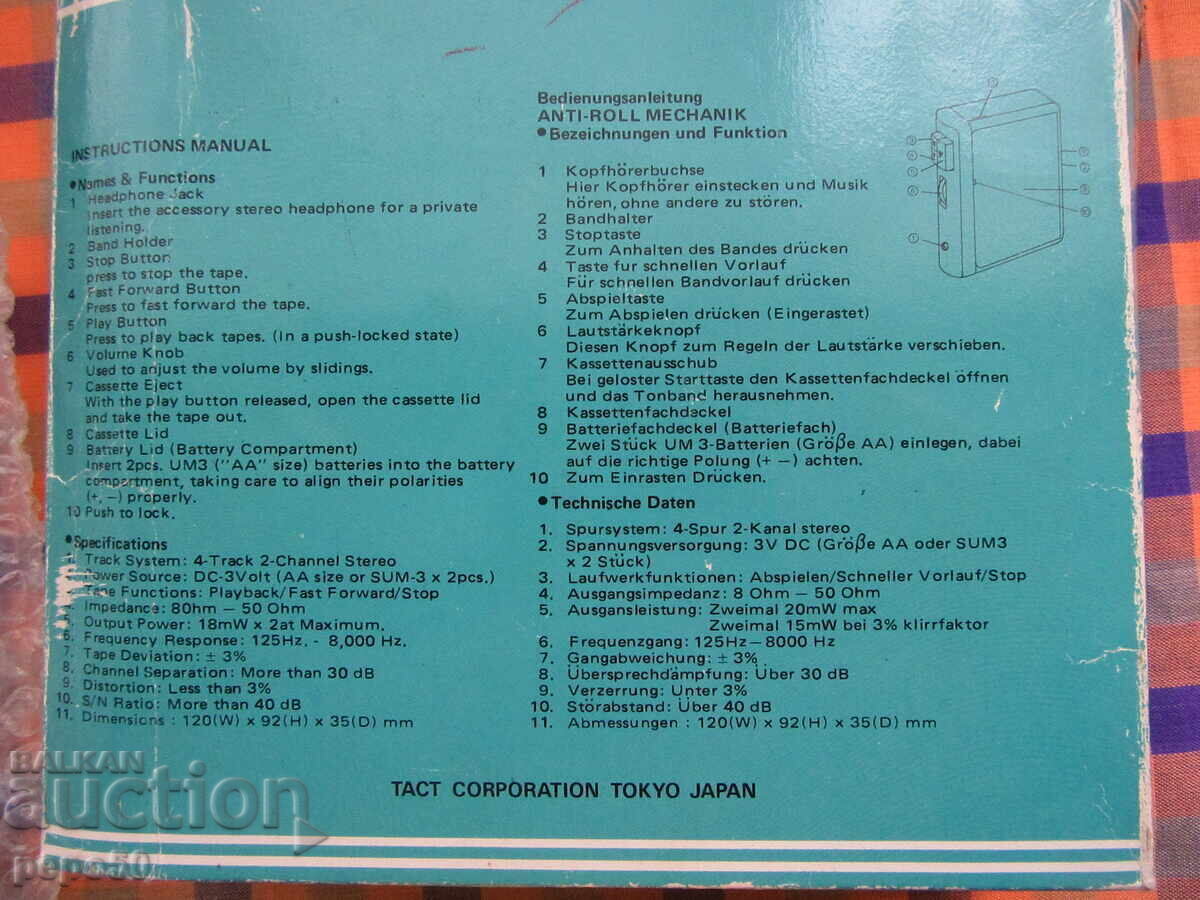 INSTRUCTIONS MANUAL
●Names & Functions
1 Headphone Jack
Insert the accessory stereo headphone for a private
listening.
2 Band Holder
3 Stop Button
press to stop the tape.
4 Fast Forward Button
Press to fast forward the tape.
5 Play Button
Press to play back tapes. (In a push-locked state)
6 Volume Knob
Used to adjust the volume by slidings.
7 Cassette Eject
With the play button released, open the cassette lid
and take the tape out.
8 Cassette Lid
9 Battery Lid (Battery Compartment)
Insert 2pcs. UM3 ("AA" size) batteries into the battery
compartment, taking care to align their polarities
(+, −) properly.
10 Push to lock.
●Specifications
1. Track System: 4-Track 2-Channel Stereo
Power Source: DC-3Volt (AA size or SUM-3 x 2pcs.)
Tape Functions: Playback/Fast Forward/Stop
Impedance: 80hm — 50 Ohm
5. Output Power: 18mW x 2at Maximum.
6. Frequency Response: 125Hz. - 8,000 Hz.
7. Tape Deviation: ± 3%
8. Channel Separation: More than 30 dB
9. Distortion: Less than 3%
10. S/N Ratio: More than 40 dB
11. Dimensions : 120(W) x 92(H) x 35(D) mm
Bedienungsanleitung
ANTI-ROLL MECHANIK
●Bezeichnungen und Funktion
1 Kopfhörerbuchse
Hier Kopfhörer einstecken und Musik
hören, ohne andere zu stören.
2 Bandhalter
3 Stoptaste
Zum Anhalten des Bandes drücken
4 Taste fur schnellen Vorlauf
Für schnellen Bandvorlauf drücken
5 Abspieltaste
Zum Abspielen drücken (Eingerastet)
6 Lautstärkeknopf
Diesen Knopf zum Regeln der Lautstärke verschieben.
7 Kassettenausschub
Bei geloster Starttaste den Kassettenfachdeckel öffnen
und das Tonband herausnehmen.
8 Kassettenfachdeckel
9 Batteriefachdeckel (Batteriefach)
Zwei Stück UM 3-Batterien (Größe AA) einlegen, dabei
auf die richtige Polung (+ −) achten.
10 Zum Einrasten Drücken.
●Technische Daten
1. Spursystem: 4-Spur 2-Kanal stereo
2. Spannungsversorgung: 3V DC (Größe AA oder SUM3
x 2 Stück)
3. Laufwerkfunktionen: Abspielen/Schneller Vorlauf/Stop
4. Ausgangsimpedanz: 8 Ohm — 50 Ohm
5. Ausgansleistung: Zweimal 20mW max
Zweimal 15mW bei 3% klirrfaktor
6. Frequenzgang: 125Hz—8000 Hz
7. Gangabweichung: ± 3%
8. Übersprechdämpfung: Über 30 dB
9. Verzerrung: Unter 3%
10. Störabstand: Über 40 dB
11. Abmessungen : 120(W) x 92(H) x 35(D) mm
TACT CORPORATION TOKYO JAPAN
BALKAN
auction
pepo50